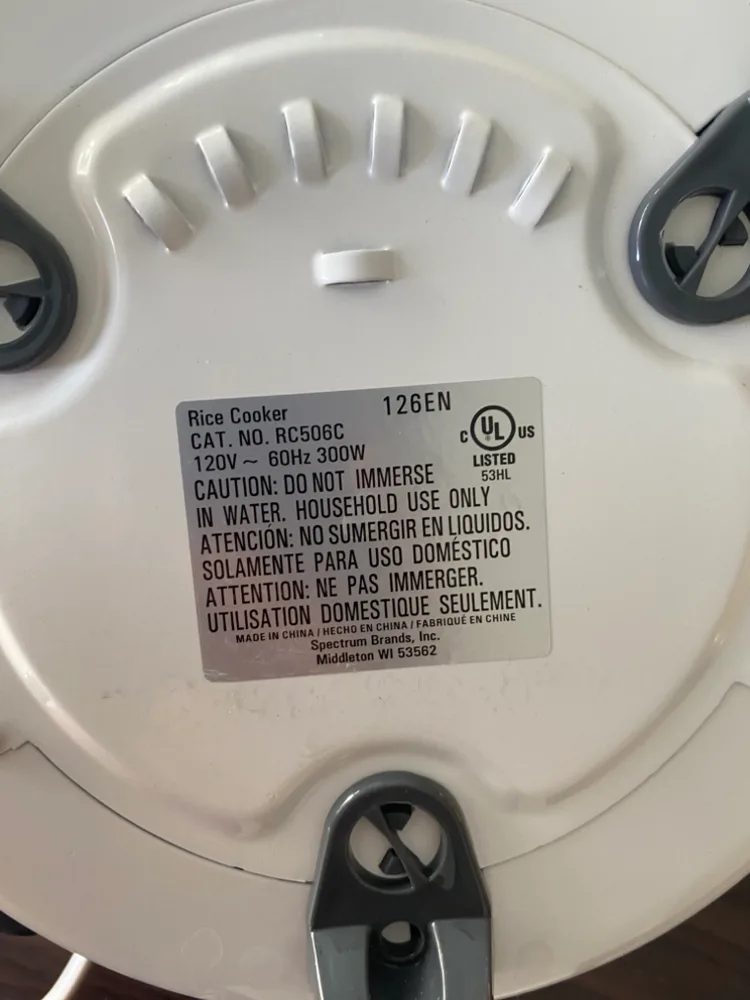 Rice Cooker 126EN
CAT. NO. RC506C
120V ~ 60Hz 300W
C UL US
LISTED
53HL
CAUTION: DO NOT IMMERSE
IN WATER. HOUSEHOLD USE ONLY
ATENCIÓN: NO SUMERGIR EN LIQUIDOS.
SOLAMENTE PARA USO DOMÉSTICO
ATTENTION: NE PAS IMMERGER.
UTILISATION DOMESTIQUE SEULEMENT.
MADE IN CHINA / HECHO EN CHINA / FABRIQUÉ EN CHINE
Spectrum Brands, Inc.
Middleton WI 53562